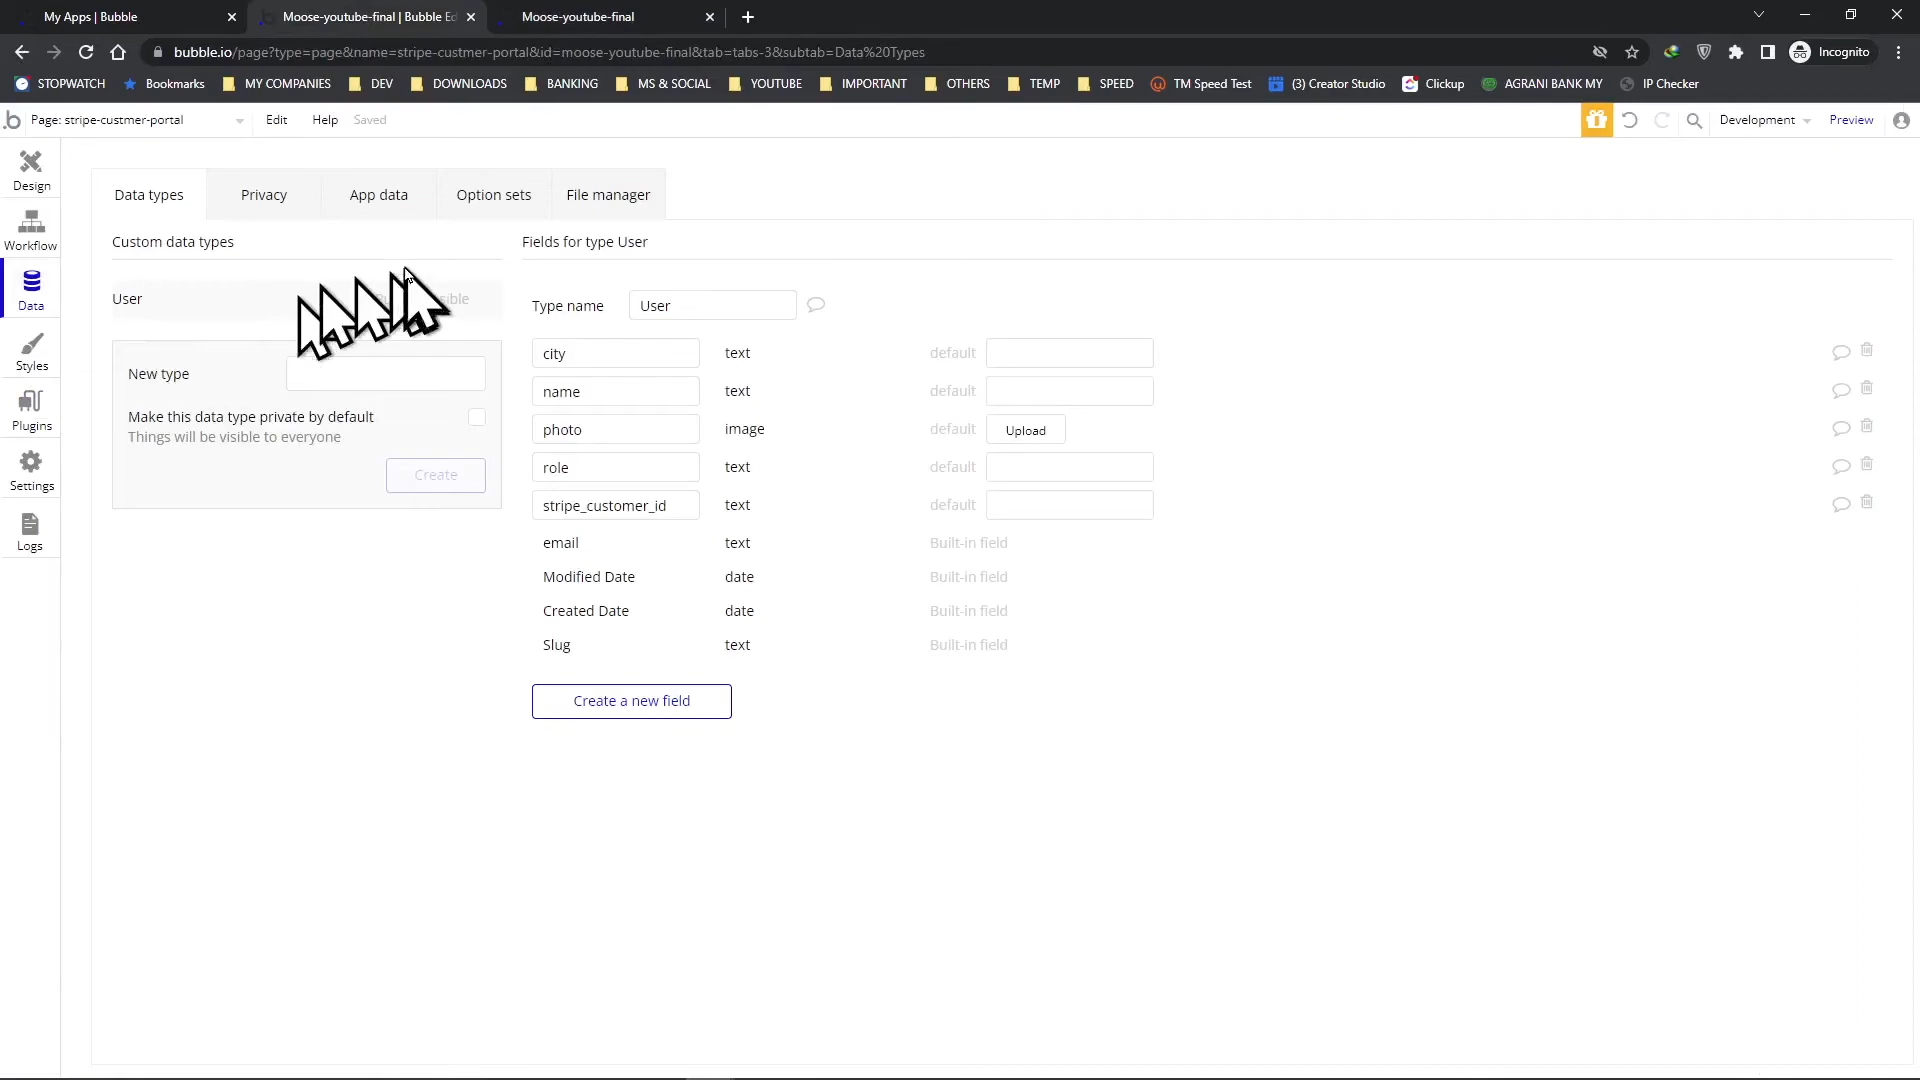 My Apps | Bubble
Moose-youtube-final | Bubble Ed
Moose-youtube-final
bubble.io/page?type=page&name=stripe-custmer-portal&id=moose-youtube-final&tab=tabs-3&subtab=Data%20Types
Incognito
STOPWATCH Bookmarks MY COMPANIES DEV DOWNLOADS BANKING MS & SOCIAL YOUTUBE IMPORTANT OTHERS TEMP SPEED TM Speed Test (3) Creator Studio Clickup AGRANI BANK MY IP Checker
Page: stripe-custmer-portal Edit Help Saved Development Preview
Design
Workflow
Data
Styles
Plugins
Settings
Logs
Data types Privacy App data Option sets File manager
Custom data types
User
New type
Make this data type private by default
Things will be visible to everyone
Create
Fields for type User
Type name User
city text default
name text default
photo image default Upload
role text default
stripe_customer_id text default
email text Built-in field
Modified Date date Built-in field
Created Date date Built-in field
Slug text Built-in field
Create a new field